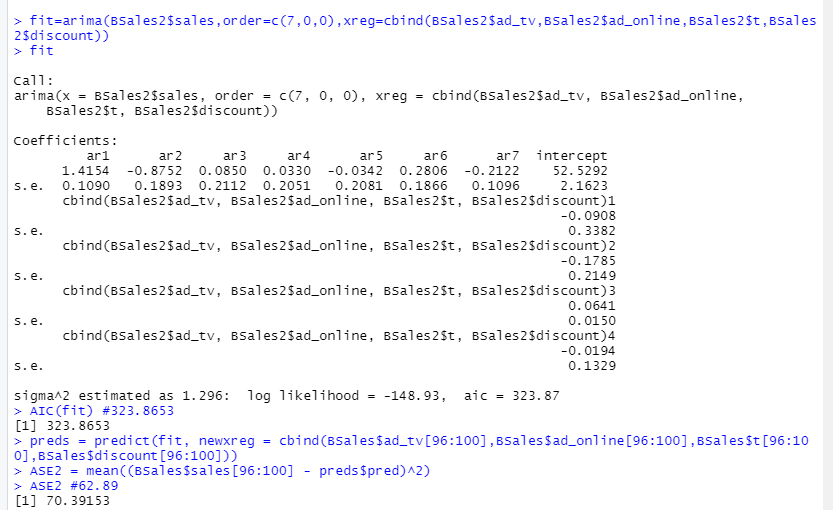 > fit=arima(BSales2$sales,order=c(7,0,0),xreg=cbind(BSales2$ad_tv,BSales2$ad_online,BSales2$t,BSales
2$discount))
> fit
Call:
arima(x = BSales2$sales, order = c(7, 0, 0), xreg = cbind(BSales2$ad_tv, BSales2$ad_online,
    BSales2$t, BSales2$discount))
Coefficients:
         ar1      ar2     ar3     ar4      ar5     ar6      ar7  intercept
      1.4154  -0.8752  0.0850  0.0330  -0.0342  0.2806  -0.2122    52.5292
s.e.  0.1090   0.1893  0.2112  0.2051   0.2081  0.1866   0.1096     2.1623
      cbind(BSales2$ad_tv, BSales2$ad_online, BSales2$t, BSales2$discount)1
                                                                    -0.0908
s.e.                                                                 0.3382
      cbind(BSales2$ad_tv, BSales2$ad_online, BSales2$t, BSales2$discount)2
                                                                    -0.1785
s.e.                                                                 0.2149
      cbind(BSales2$ad_tv, BSales2$ad_online, BSales2$t, BSales2$discount)3
                                                                     0.0641
s.e.                                                                 0.0150
      cbind(BSales2$ad_tv, BSales2$ad_online, BSales2$t, BSales2$discount)4
                                                                    -0.0194
s.e.                                                                 0.1329
sigma^2 estimated as 1.296:  log likelihood = -148.93,  aic = 323.87
> AIC(fit) #323.8653
[1] 323.8653
> preds = predict(fit, newxreg = cbind(BSales$ad_tv[96:100],BSales$ad_online[96:100],BSales$t[96:10
0],BSales$discount[96:100]))
> ASE2 = mean((BSales$sales[96:100] - preds$pred)^2)
> ASE2 #62.89
[1] 70.39153